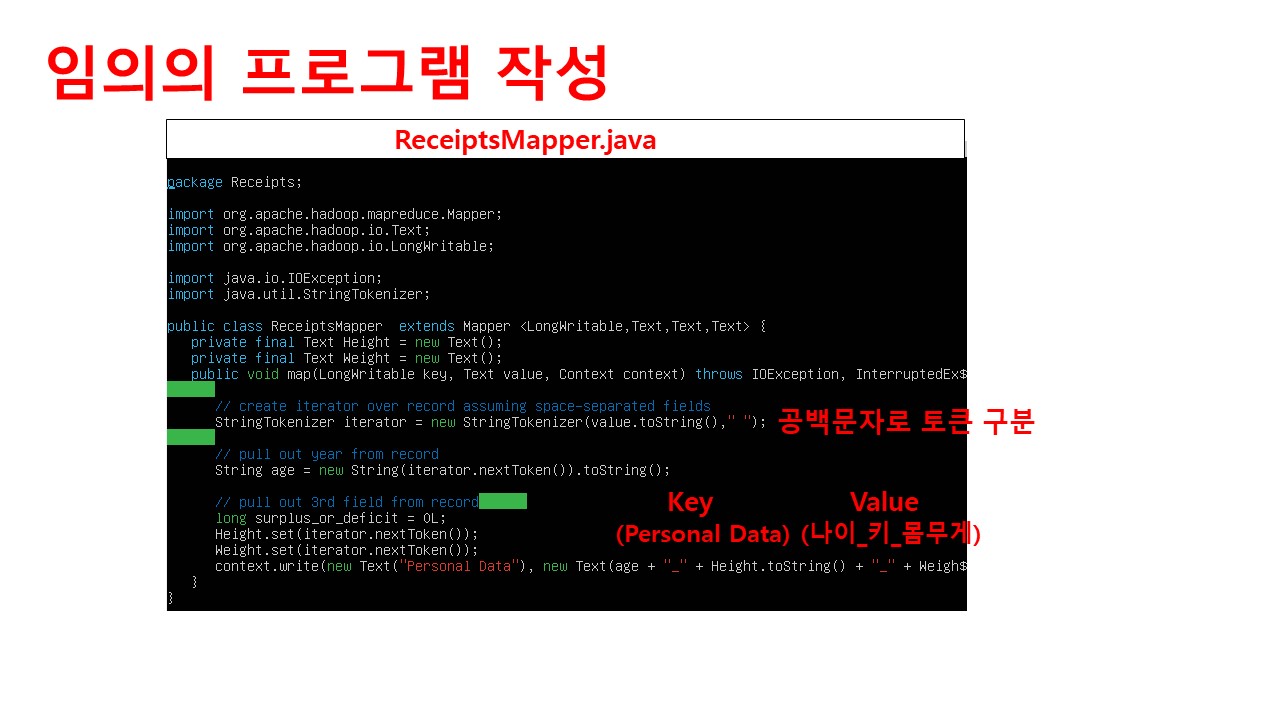 임의의 프로그램 작성
ReceiptsMapper.java
package Receipts;
import org.apache.hadoop.mapreduce.Mapper;
import org.apache.hadoop.io.Text;
import org.apache.hadoop.io.LongWritable;
import java.io.IOException;
import java.util.StringTokenizer;
public class ReceiptsMapper  extends Mapper <LongWritable,Text,Text,Text> {
private final Text Height = new Text();
private final Text Weight = new Text();
public void map(LongWritable key, Text value, Context context) throws IOException, InterruptedEx$
// create iterator over record assuming space-separated fields
StringTokenizer iterator = new StringTokenizer(value.toString()," "); 공백문자로 토큰 구분
// pull out year from record
String age = new String(iterator.nextToken()).toString();
// pull out 3rd field from record
Key Value
long surplus_or_deficit = 0L;
Height.set(iterator.nextToken());
(Personal Data) (나이_키_몸무게)
Weight.set(iterator.nextToken());
context.write(new Text("Personal Data"), new Text(age + "_" + Height.toString() + "_" + Weigh$
}
}